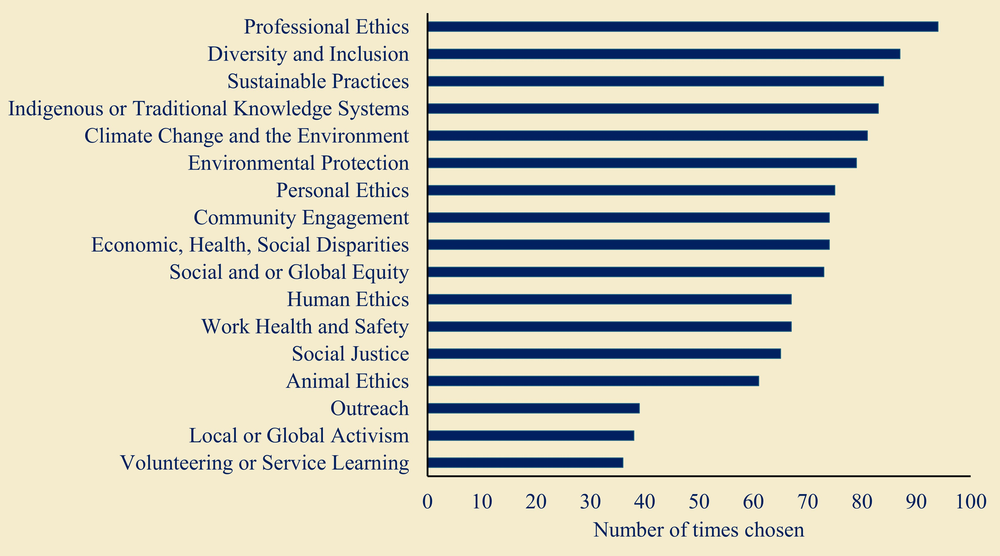 Professional Ethics
Diversity and Inclusion
Sustainable Practices
Indigenous or Traditional Knowledge Systems
Climate Change and the Environment
Environmental Protection
Personal Ethics
Community Engagement
Economic, Health, Social Disparities
Social and or Global Equity
Human Ethics
Work Health and Safety
Social Justice
Animal Ethics
Outreach
Local or Global Activism
Volunteering or Service Learning
0 10 20 30 40 50 60 70 80 90 100
Number of times chosen